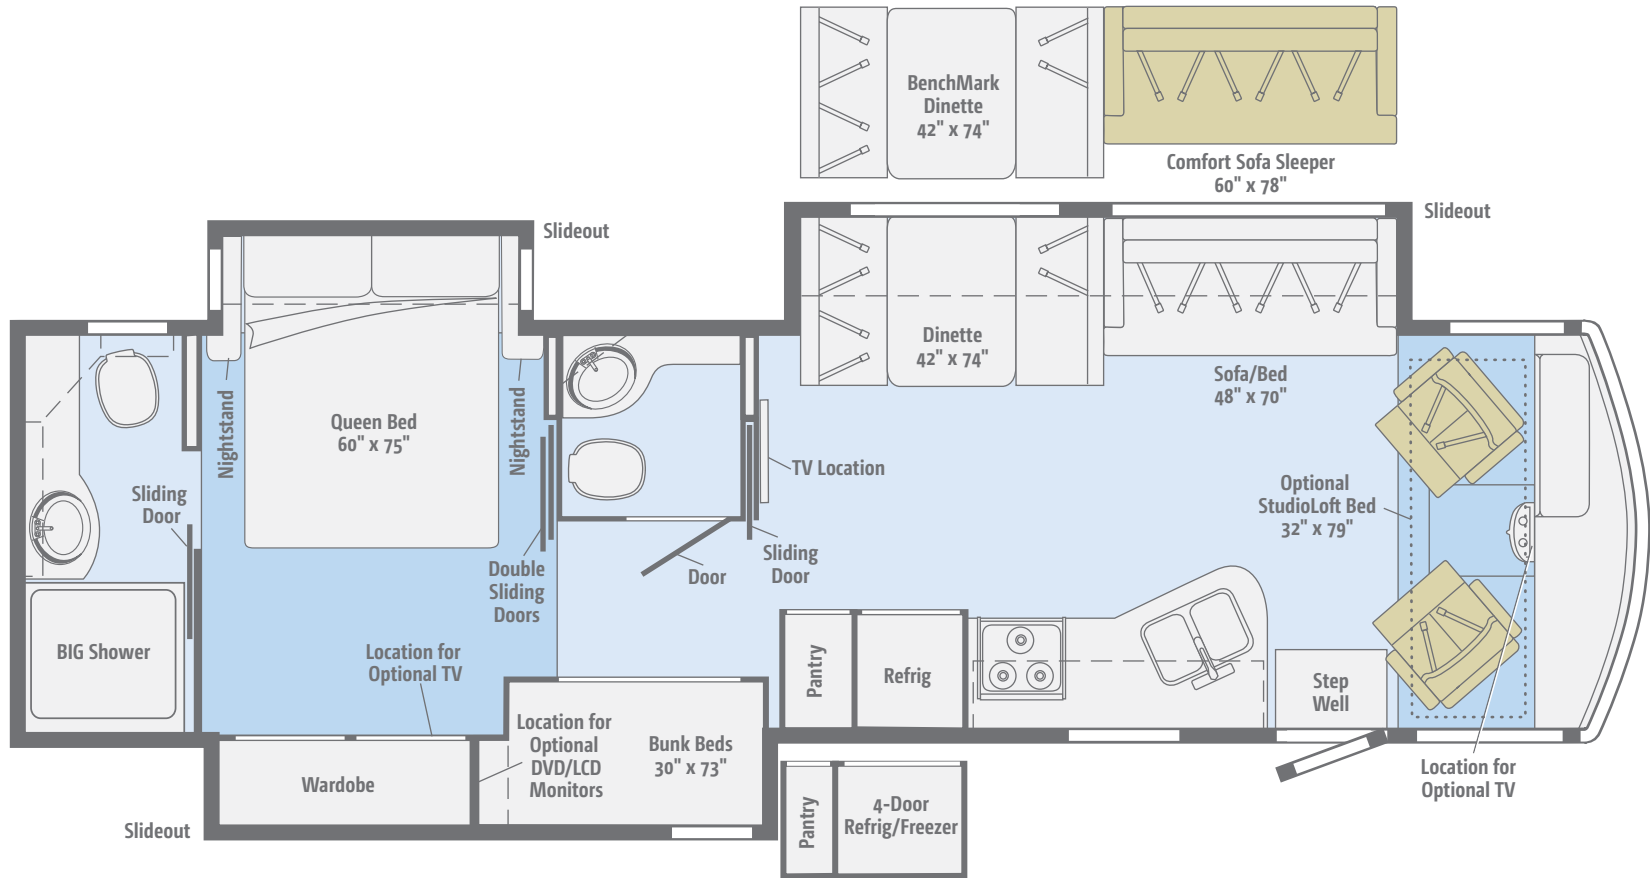 BenchMark
Dinette
42" x 74"
Comfort Sofa Sleeper
60" x 78"
Slideout
Slideout
Dinette
42" x 74"
Sofa/Bed
48" x 70"
Nightstand
Queen Bed
60" x 75"
Nightstand
TV Location
Optional
StudioLoft Bed
32" x 79"
Sliding
Door
Double
Sliding
Doors
Door
Sliding
Door
BIG Shower
Location for
Optional TV
Pantry
Refrig
Step
Well
Location for
Optional
DVD/LCD
Monitors
Bunk Beds
30" x 73"
Wardobe
Slideout
Pantry
4-Door
Refrig/Freezer
Location for
Optional TV